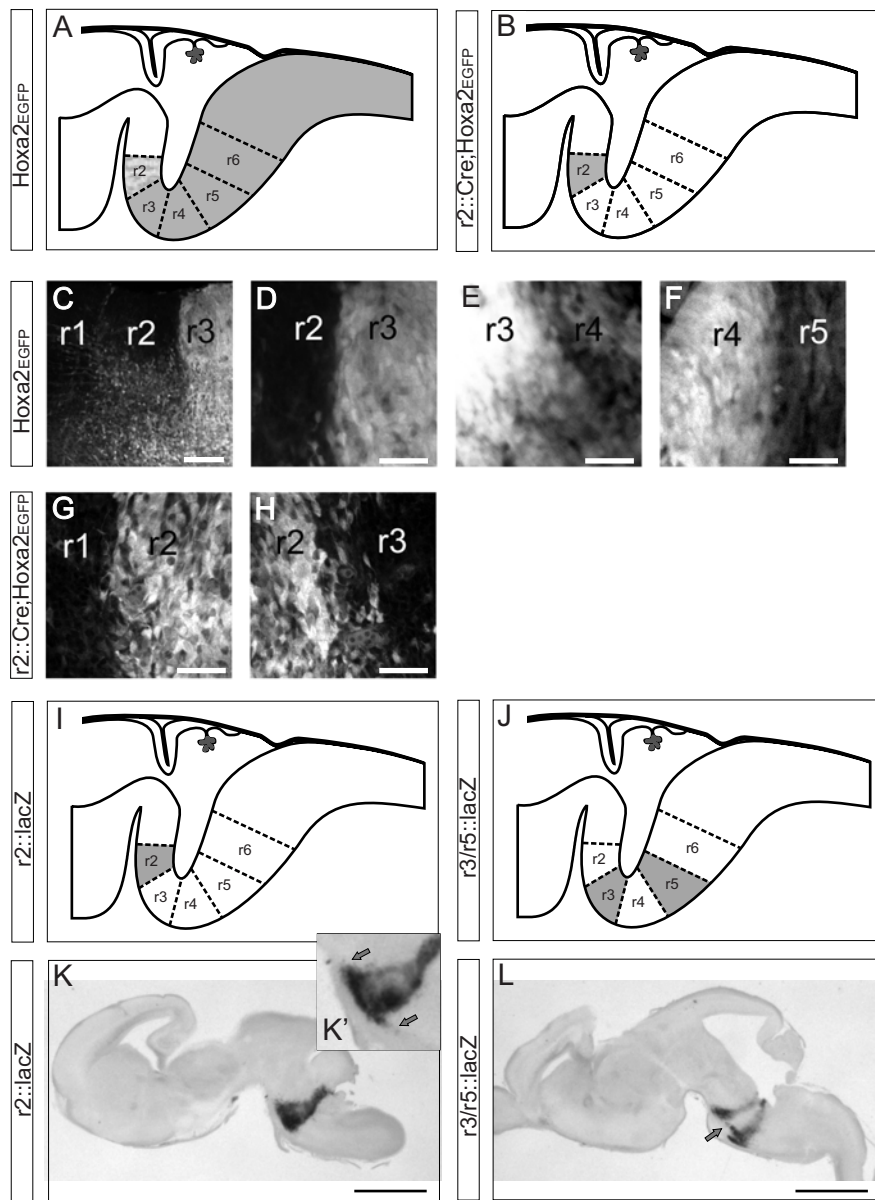 Hoxa2EGFP
A
r2
r3
r4
r5
r6
r2::Cre;Hoxa2EGFP
B
r2
r3
r4
r5
r6
Hoxa2EGFP
C
r1
r2
r3
D
r2
r3
E
r3
r4
F
r4
r5
r2::Cre;Hoxa2EGFP
G
r1
r2
H
r2
r3
r2::lacZ
I
r2
r3
r4
r5
r6
r3/r5::lacZ
J
r2
r3
r4
r5
r6
r2::lacZ
K
K'
r3/r5::lacZ
L